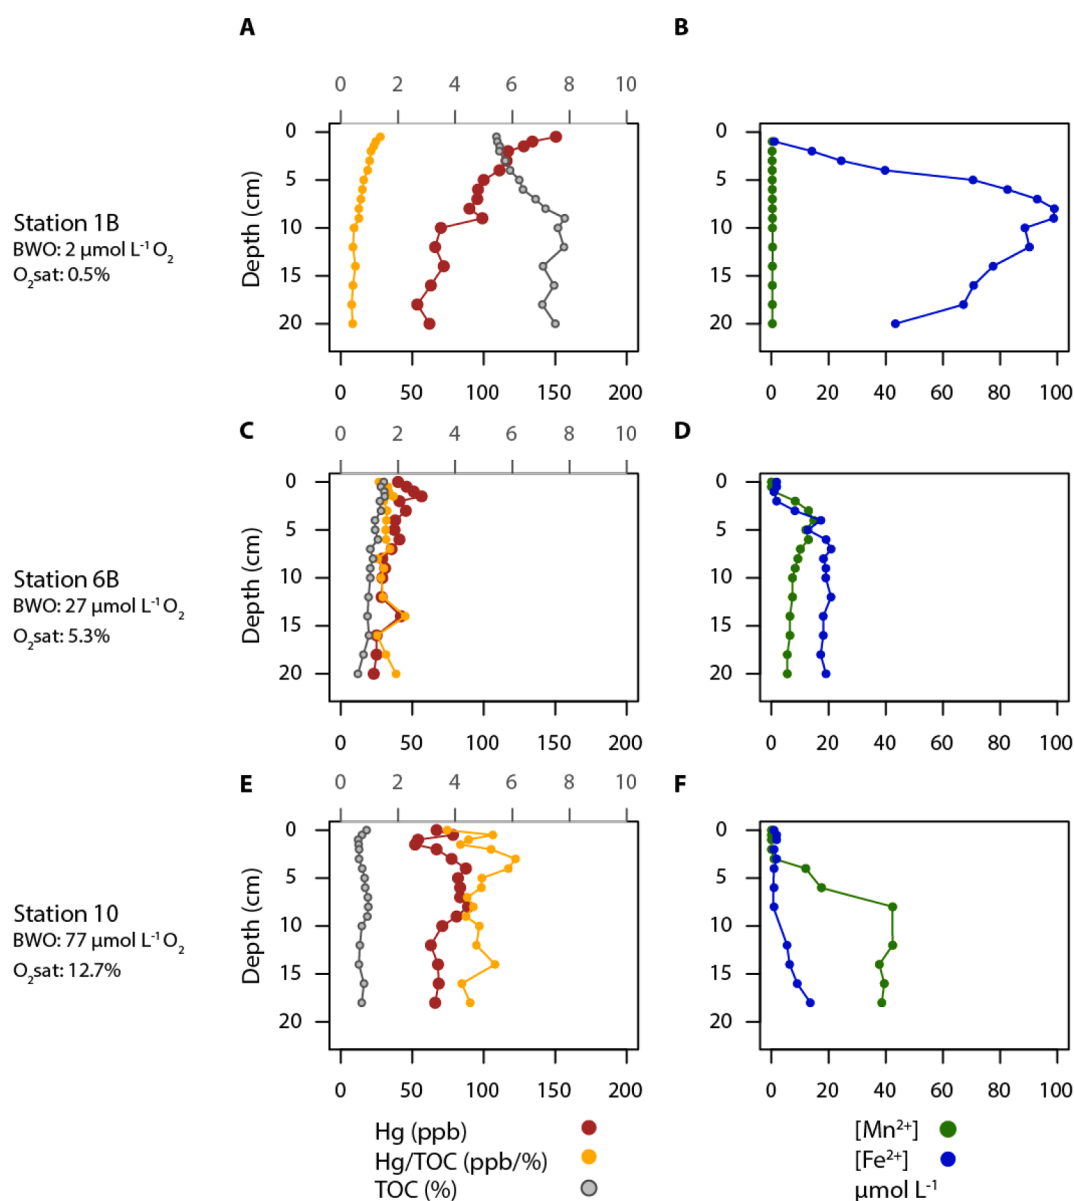 A
B
0 2 4 6 8 10
0
5
10
15
20
Depth (cm)
0 50 100 150 200
0
5
10
15
20
Depth (cm)
0 20 40 60 80 100
Station 1B
BWO: 2 µmol L⁻¹ O₂
O₂sat: 0.5%
C
D
0 2 4 6 8 10
0
5
10
15
20
Depth (cm)
0 50 100 150 200
0
5
10
15
20
0 20 40 60 80 100
Station 6B
BWO: 27 µmol L⁻¹ O₂
O₂sat: 5.3%
E
F
0 2 4 6 8 10
0
5
10
15
20
Depth (cm)
0 50 100 150 200
0
5
10
15
20
0 20 40 60 80 100
Station 10
BWO: 77 µmol L⁻¹ O₂
O₂sat: 12.7%
Hg (ppb)
Hg/TOC (ppb/%)
TOC (%)
[Mn²⁺]
[Fe²⁺]
µmol L⁻¹